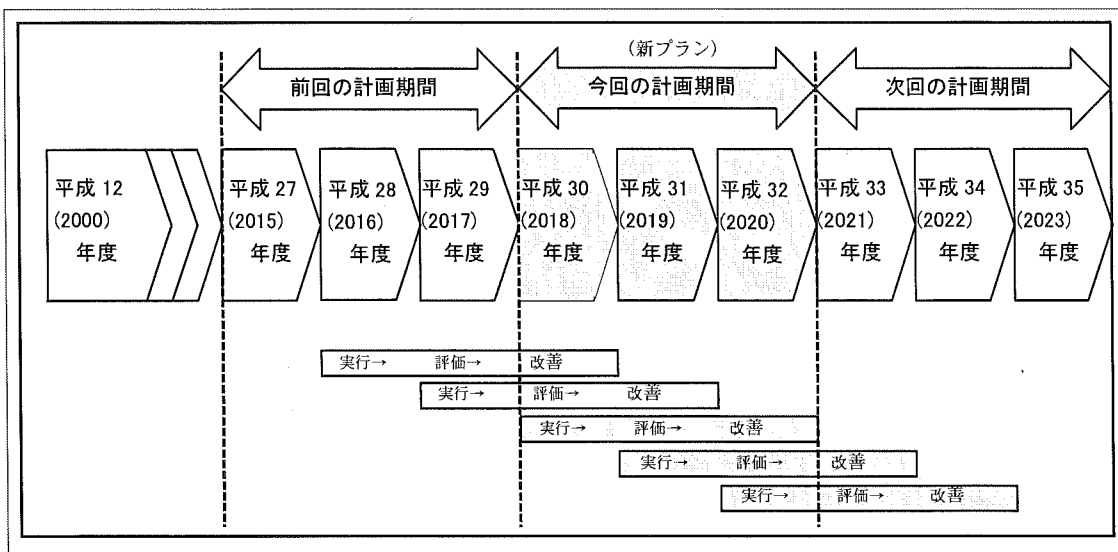 (新プラン)
前回の計画期間
今回の計画期間
次回の計画期間
平成 12
(2000)
年度
平成 27
(2015)
年度
平成 28
(2016)
年度
平成 29
(2017)
年度
平成 30
(2018)
年度
平成 31
(2019)
年度
平成 32
(2020)
年度
平成 33
(2021)
年度
平成 34
(2022)
年度
平成 35
(2023)
年度
実行→ 評価→ 改善
実行→ 評価→ 改善
実行→ 評価→ 改善
実行→ 評価→ 改善
実行→ 評価→ 改善